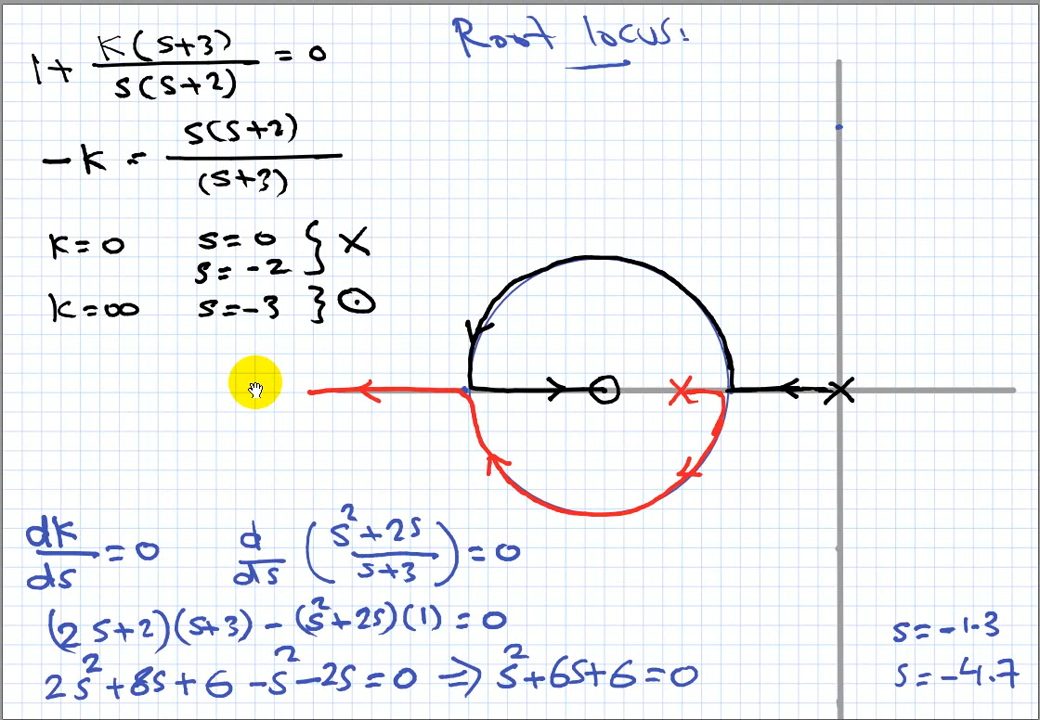 Root locus:
1 + K(s+3) / s(s+2) = 0
-K = s(s+2) / (s+3)
K=0 s=0 } X
s=-2
K=∞ s=-3 } ⊙
dK/ds = 0 d/ds ( s²+2s / s+3 ) = 0
(2s+2)(s+3) - (s²+2s)(1) = 0
2s²+8s+6 -s²-2s=0 ⇒ s²+6s+6=0
s=-1.3
s=-4.7